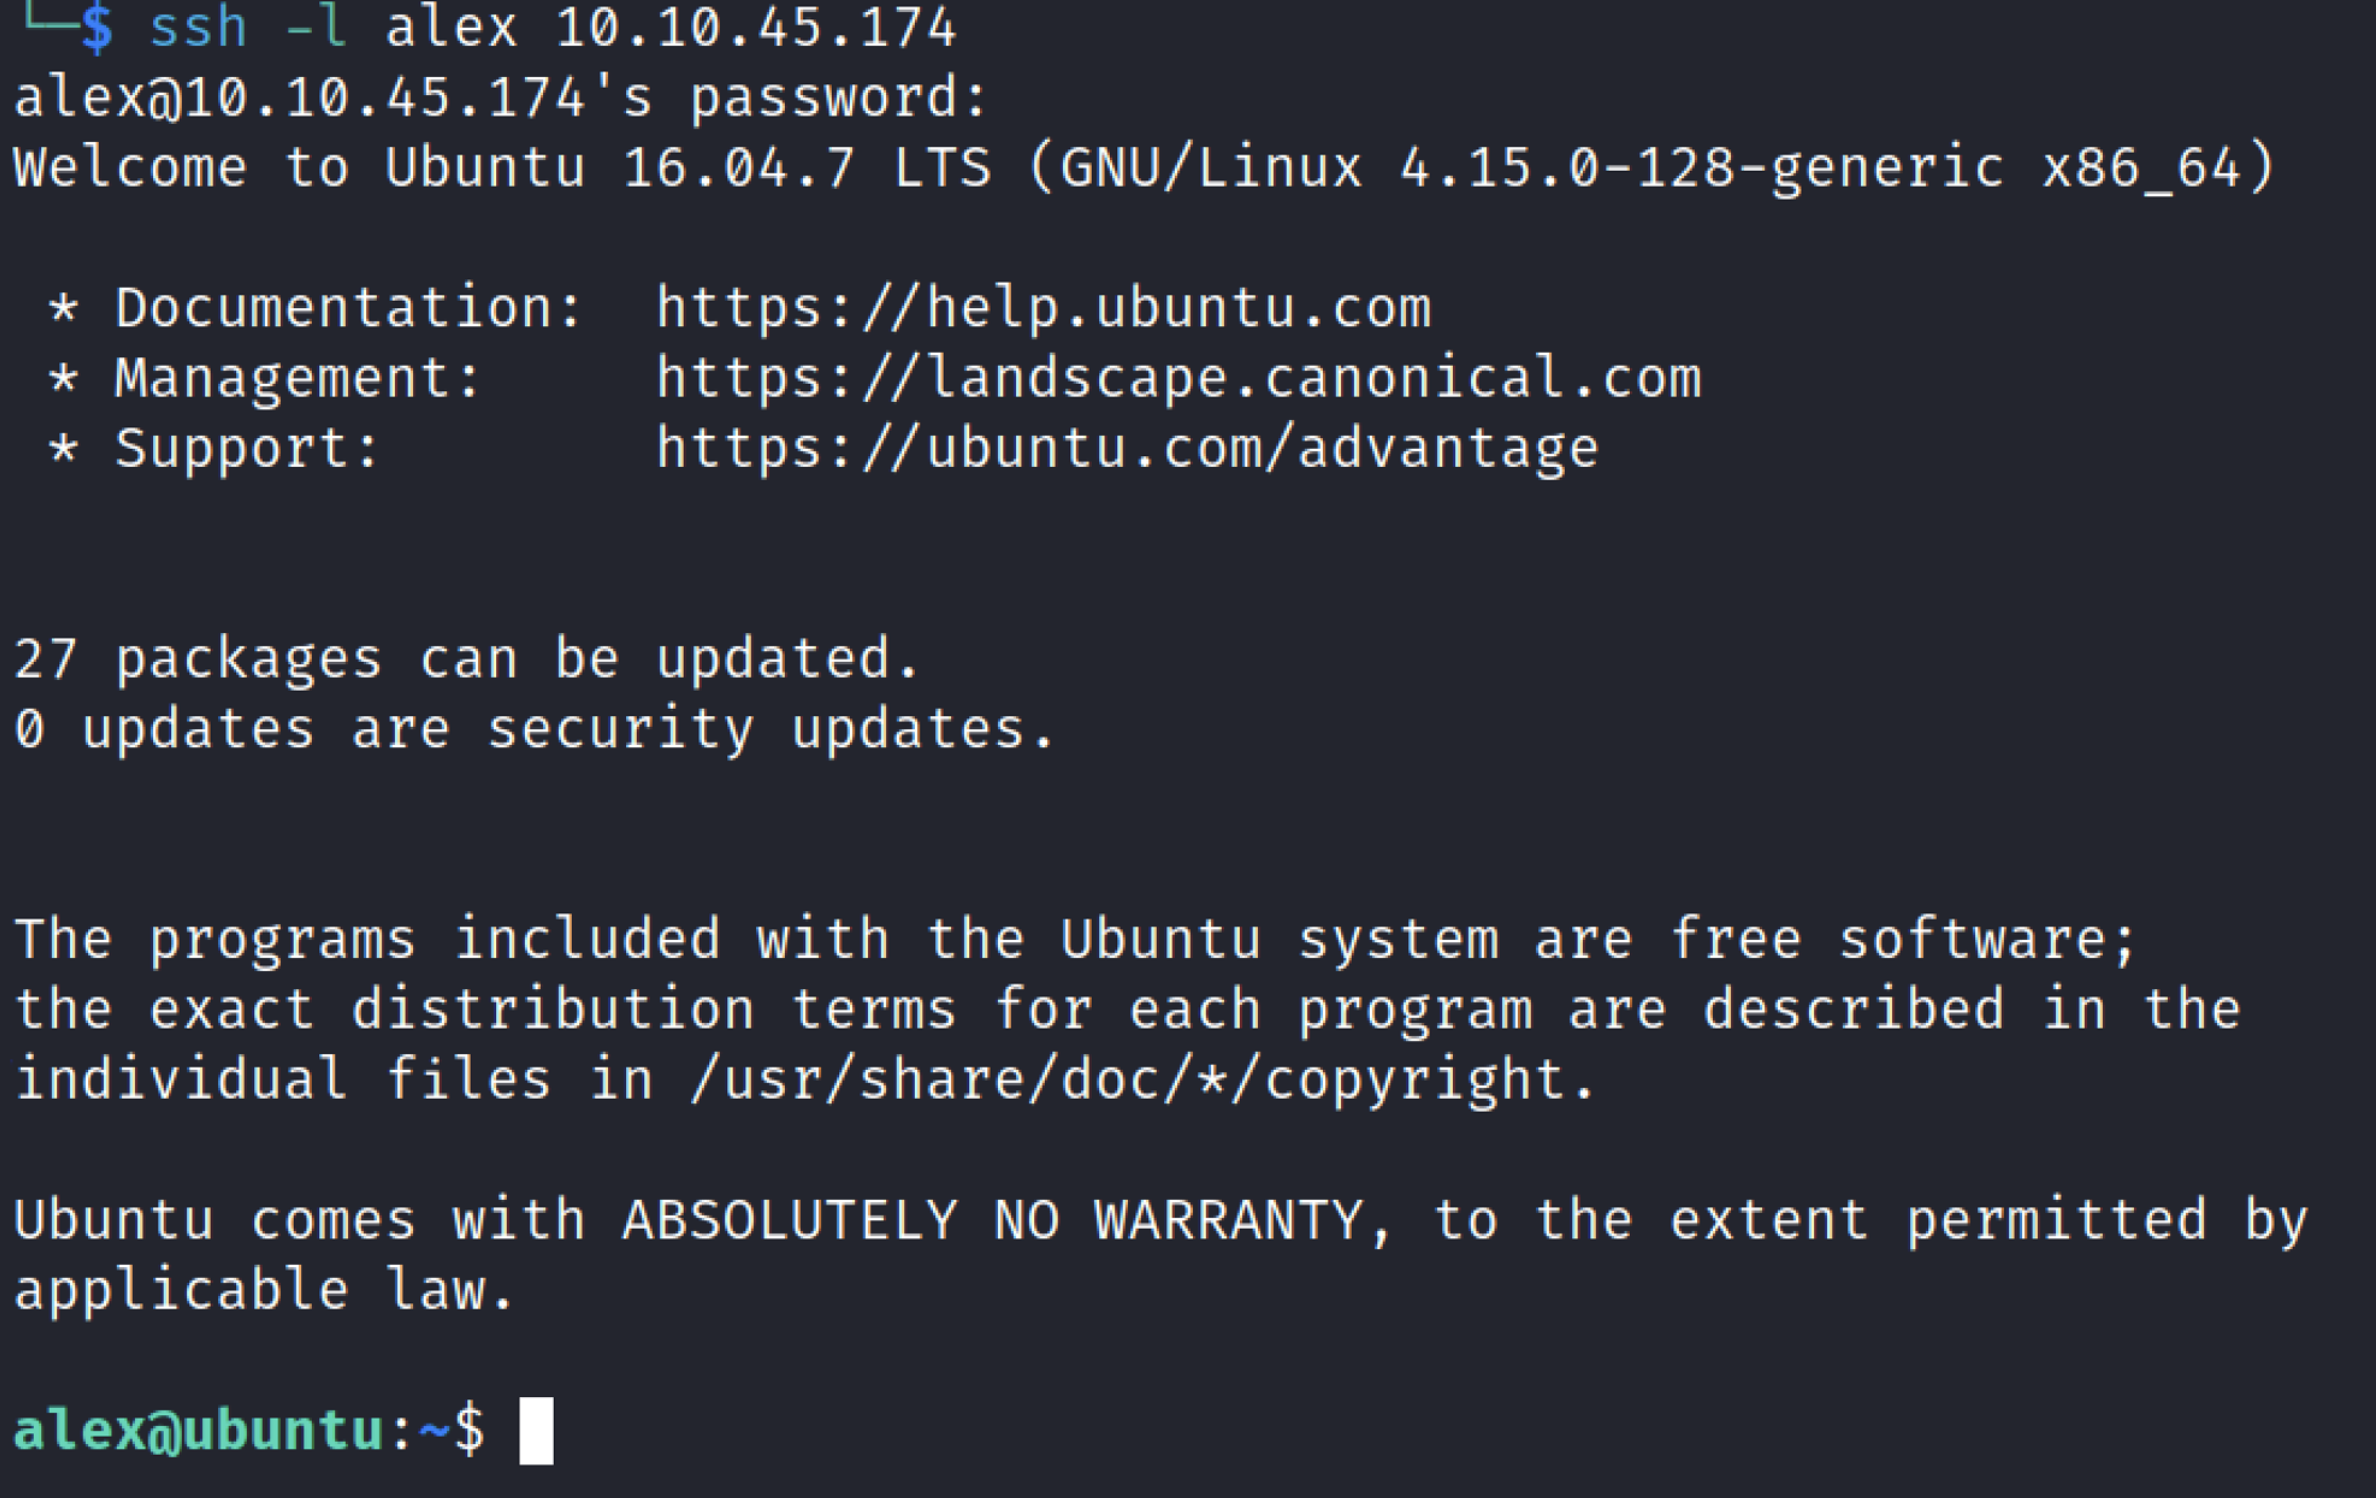 └─$ ssh -l alex 10.10.45.174
alex@10.10.45.174's password:
Welcome to Ubuntu 16.04.7 LTS (GNU/Linux 4.15.0-128-generic x86_64)
* Documentation:  https://help.ubuntu.com
* Management:     https://landscape.canonical.com
* Support:        https://ubuntu.com/advantage
27 packages can be updated.
0 updates are security updates.
The programs included with the Ubuntu system are free software;
the exact distribution terms for each program are described in the
individual files in /usr/share/doc/*/copyright.
Ubuntu comes with ABSOLUTELY NO WARRANTY, to the extent permitted by
applicable law.
alex@ubuntu:~$